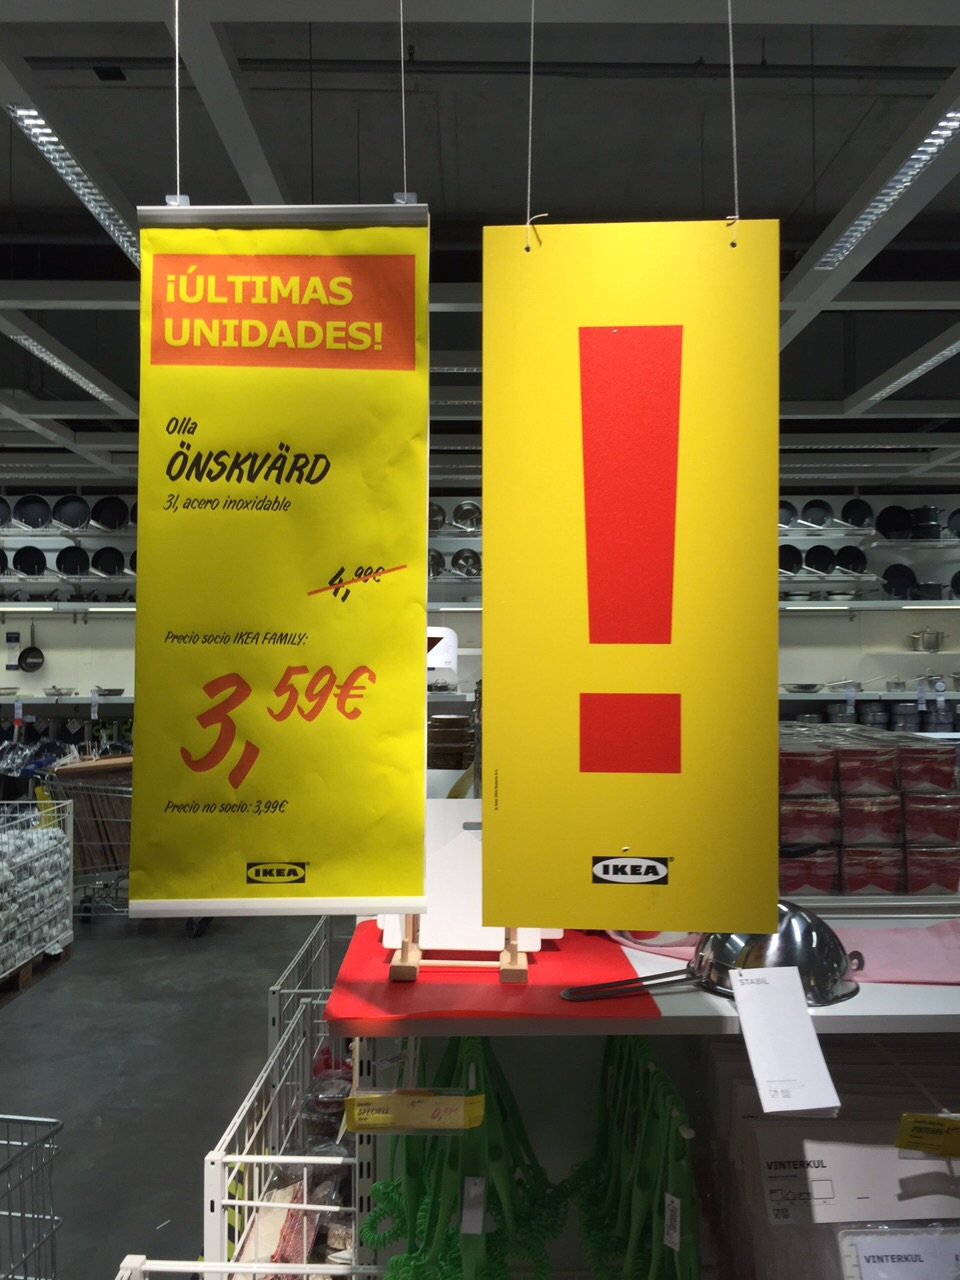 ¡ÚLTIMAS
UNIDADES!
Olla
ÖNSKVÄRD
3l, acero inoxidable
4,99€
Precio socio IKEA FAMILY:
3,59€
Precio no socio: 3,99€
IKEA
!
IKEA
STABIL
SPECIELL
VINTERKUL
VINTERKUL